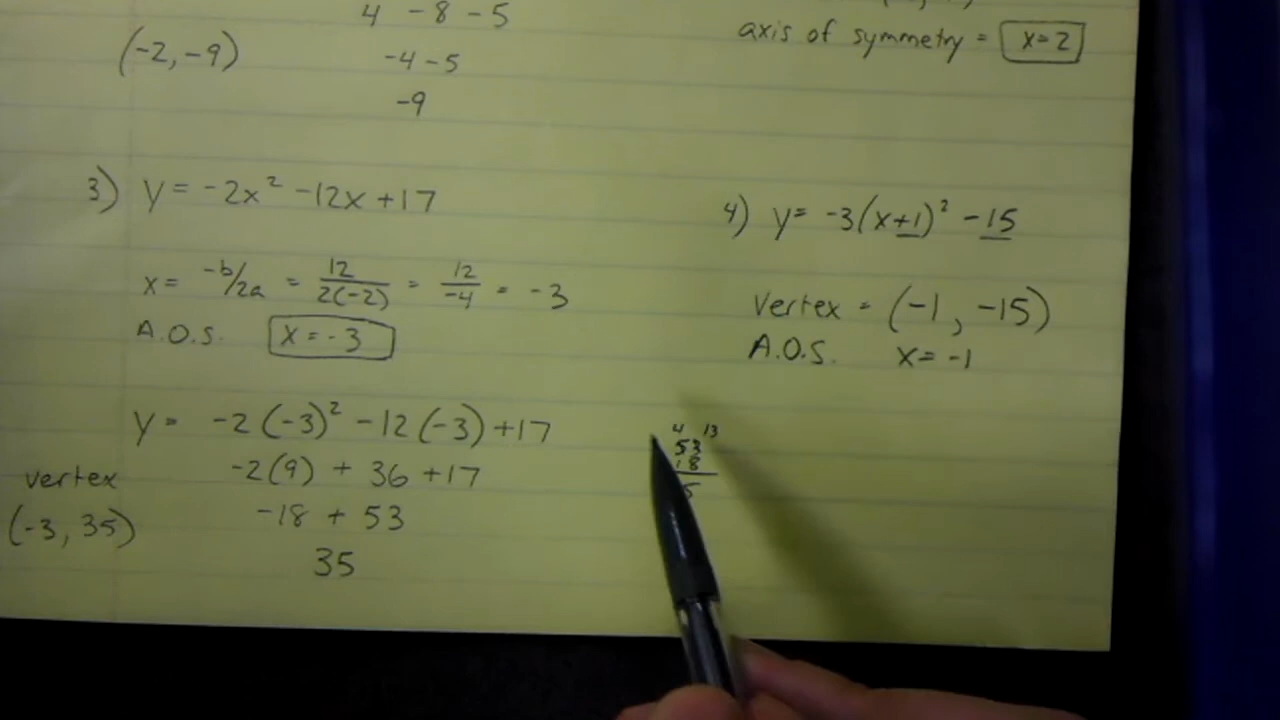 4 -8 -5
(-2, -9)
-4 -5
-9
axis of symmetry = x=2
3) y = -2x² -12x +17
x = -b/2a = 12/2(-2) = 12/-4 = -3
A.O.S. x = -3
y = -2(-3)² -12(-3) +17
-2(9) + 36 +17
vertex
-18 + 53
(-3, 35)
35
4) y = -3(x+1)² -15
Vertex = (-1, -15)
A.O.S. x = -1
4 13
53
18
5